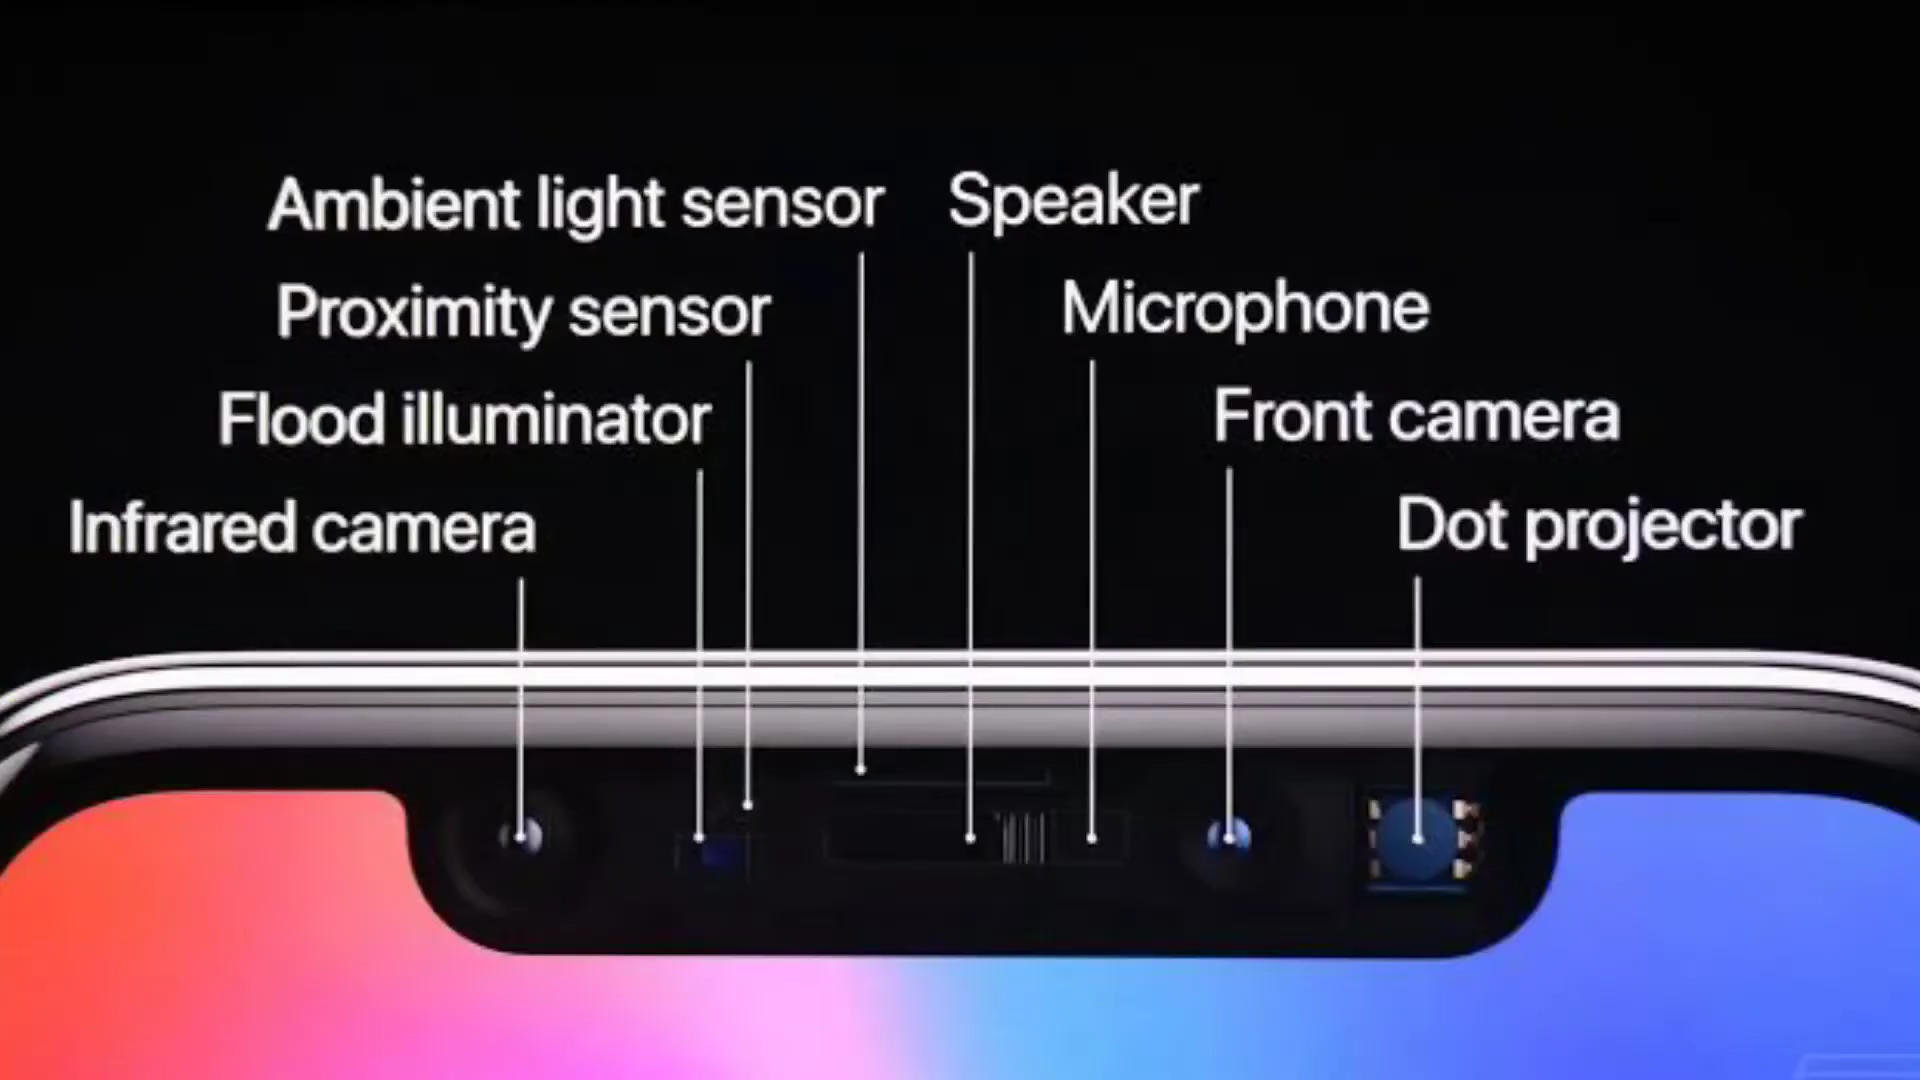 Ambient light sensor
Speaker
Proximity sensor
Microphone
Flood illuminator
Front camera
Infrared camera
Dot projector